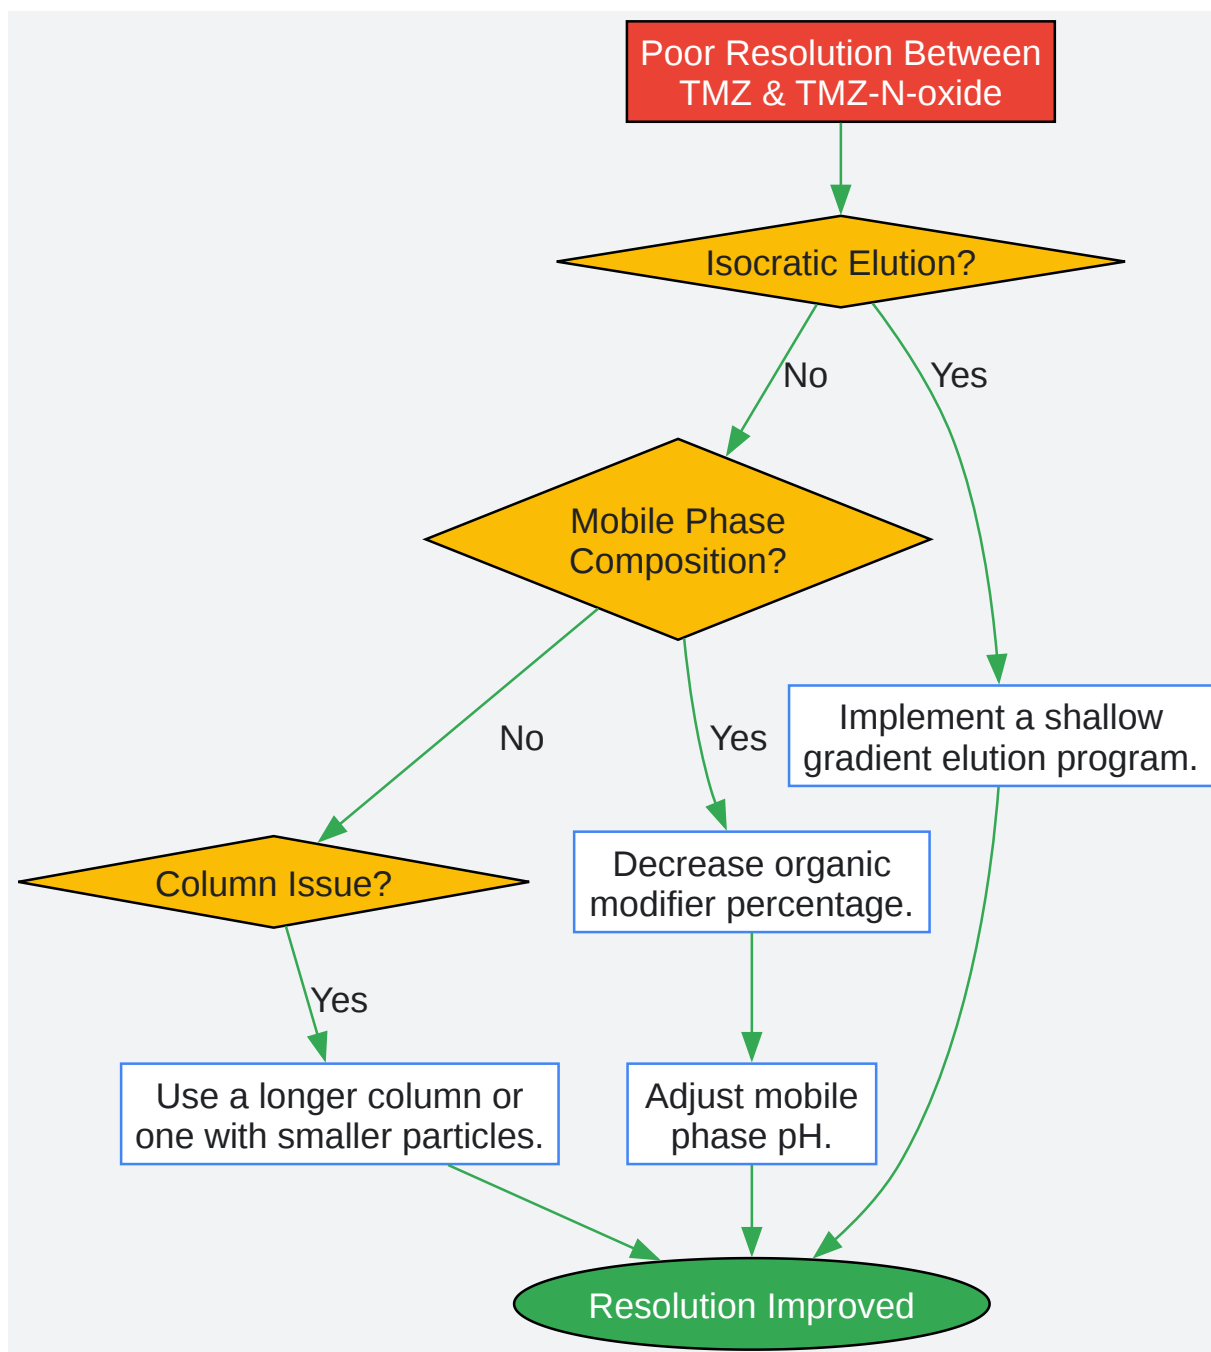 Poor Resolution Between
TMZ & TMZ-N-oxide
Isocratic Elution?
No
Yes
Mobile Phase
Composition?
No
Yes
Implement a shallow
gradient elution program.
Column Issue?
Decrease organic
modifier percentage.
Yes
Use a longer column or
one with smaller particles.
Adjust mobile
phase pH.
Resolution Improved